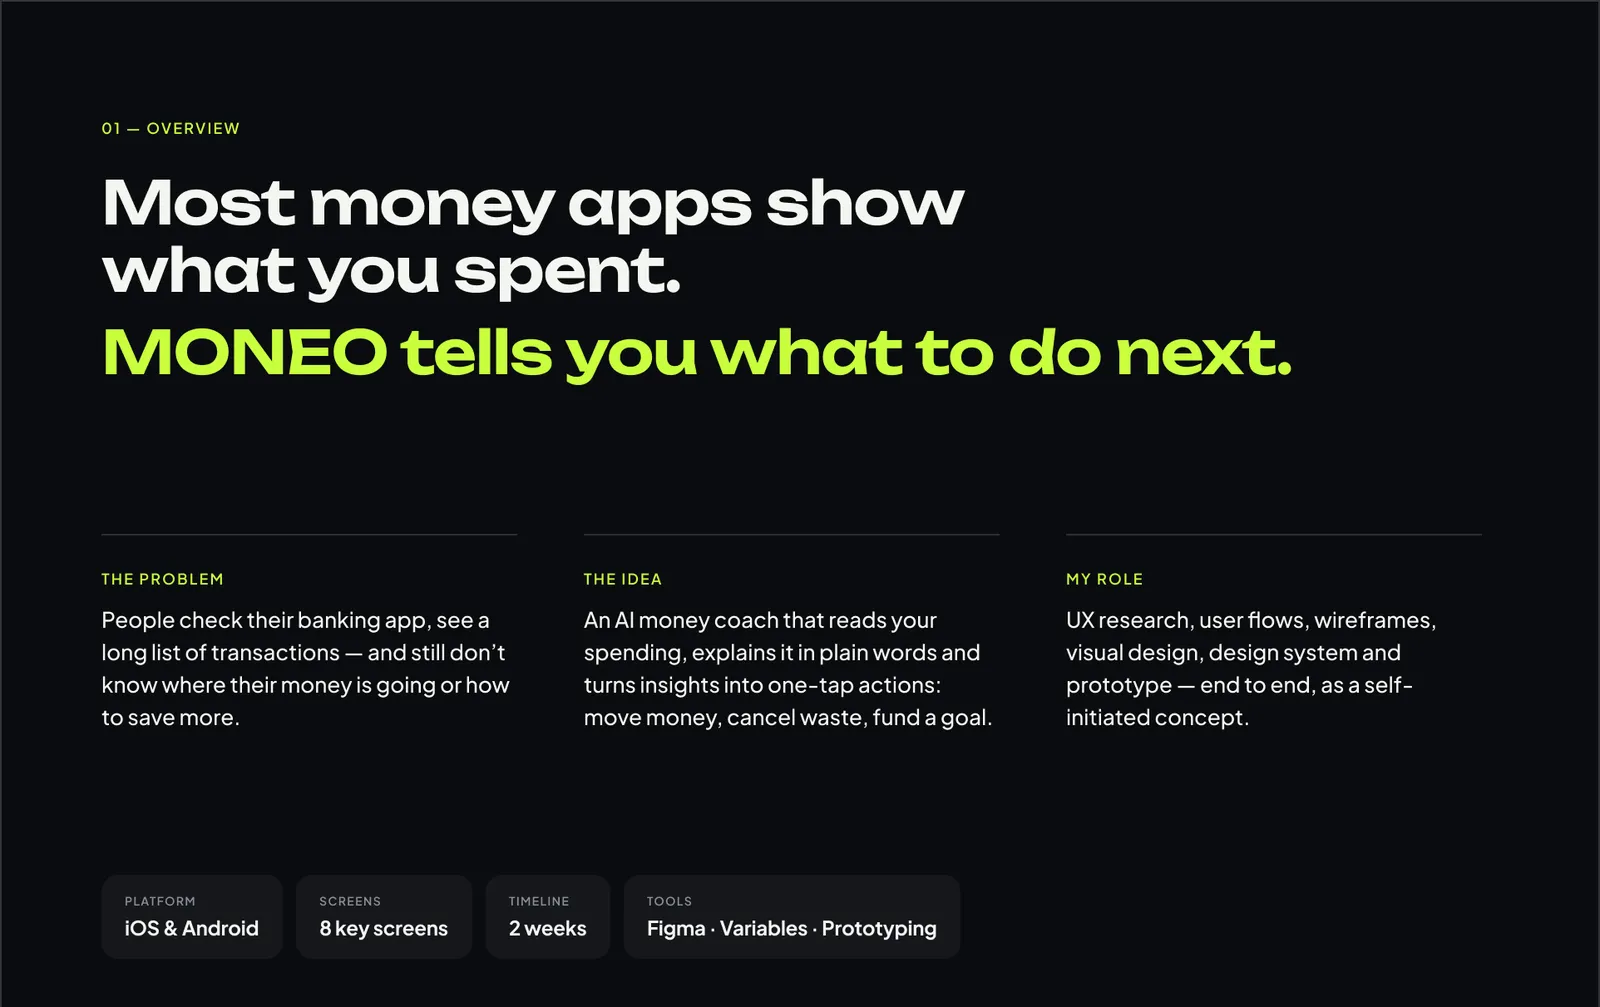 01 — OVERVIEW
Most money apps show
what you spent.
MONEO tells you what to do next.
THE PROBLEM
People check their banking app, see a
long list of transactions — and still don’t
know where their money is going or how
to save more.
THE IDEA
An AI money coach that reads your
spending, explains it in plain words and
turns insights into one-tap actions:
move money, cancel waste, fund a goal.
MY ROLE
UX research, user flows, wireframes,
visual design, design system and
prototype — end to end, as a self-
initiated concept.
PLATFORM
iOS & Android
SCREENS
8 key screens
TIMELINE
2 weeks
TOOLS
Figma · Variables · Prototyping